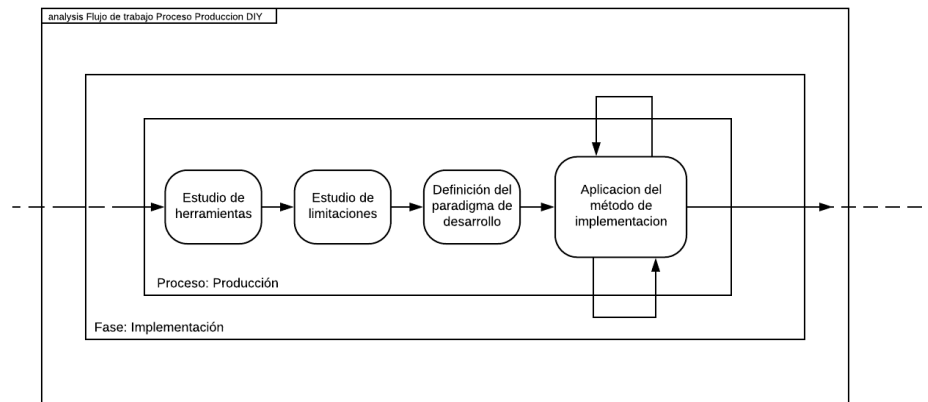 analysis Flujo de trabajo Proceso Produccion DIY
Estudio de
herramientas
Estudio de
limitaciones
Definición del
paradigma de
desarrollo
Aplicacion del
método de
implementacion
Proceso: Producción
Fase: Implementación